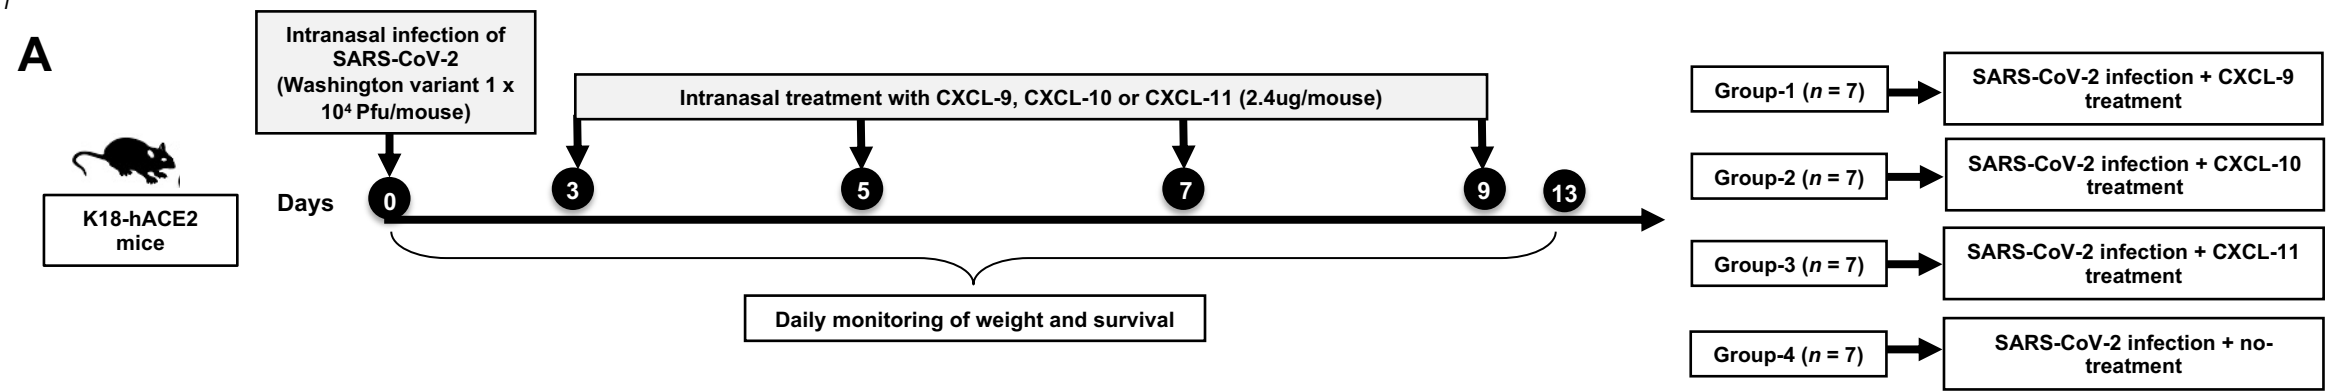 A
Intranasal infection of
SARS-CoV-2
(Washington variant 1 x
10⁴ Pfu/mouse)
Intranasal treatment with CXCL-9, CXCL-10 or CXCL-11 (2.4ug/mouse)
K18-hACE2
mice
Days
0
3
5
7
9
13
Daily monitoring of weight and survival
Group-1 (n = 7)
SARS-CoV-2 infection + CXCL-9
treatment
Group-2 (n = 7)
SARS-CoV-2 infection + CXCL-10
treatment
Group-3 (n = 7)
SARS-CoV-2 infection + CXCL-11
treatment
Group-4 (n = 7)
SARS-CoV-2 infection + no-
treatment